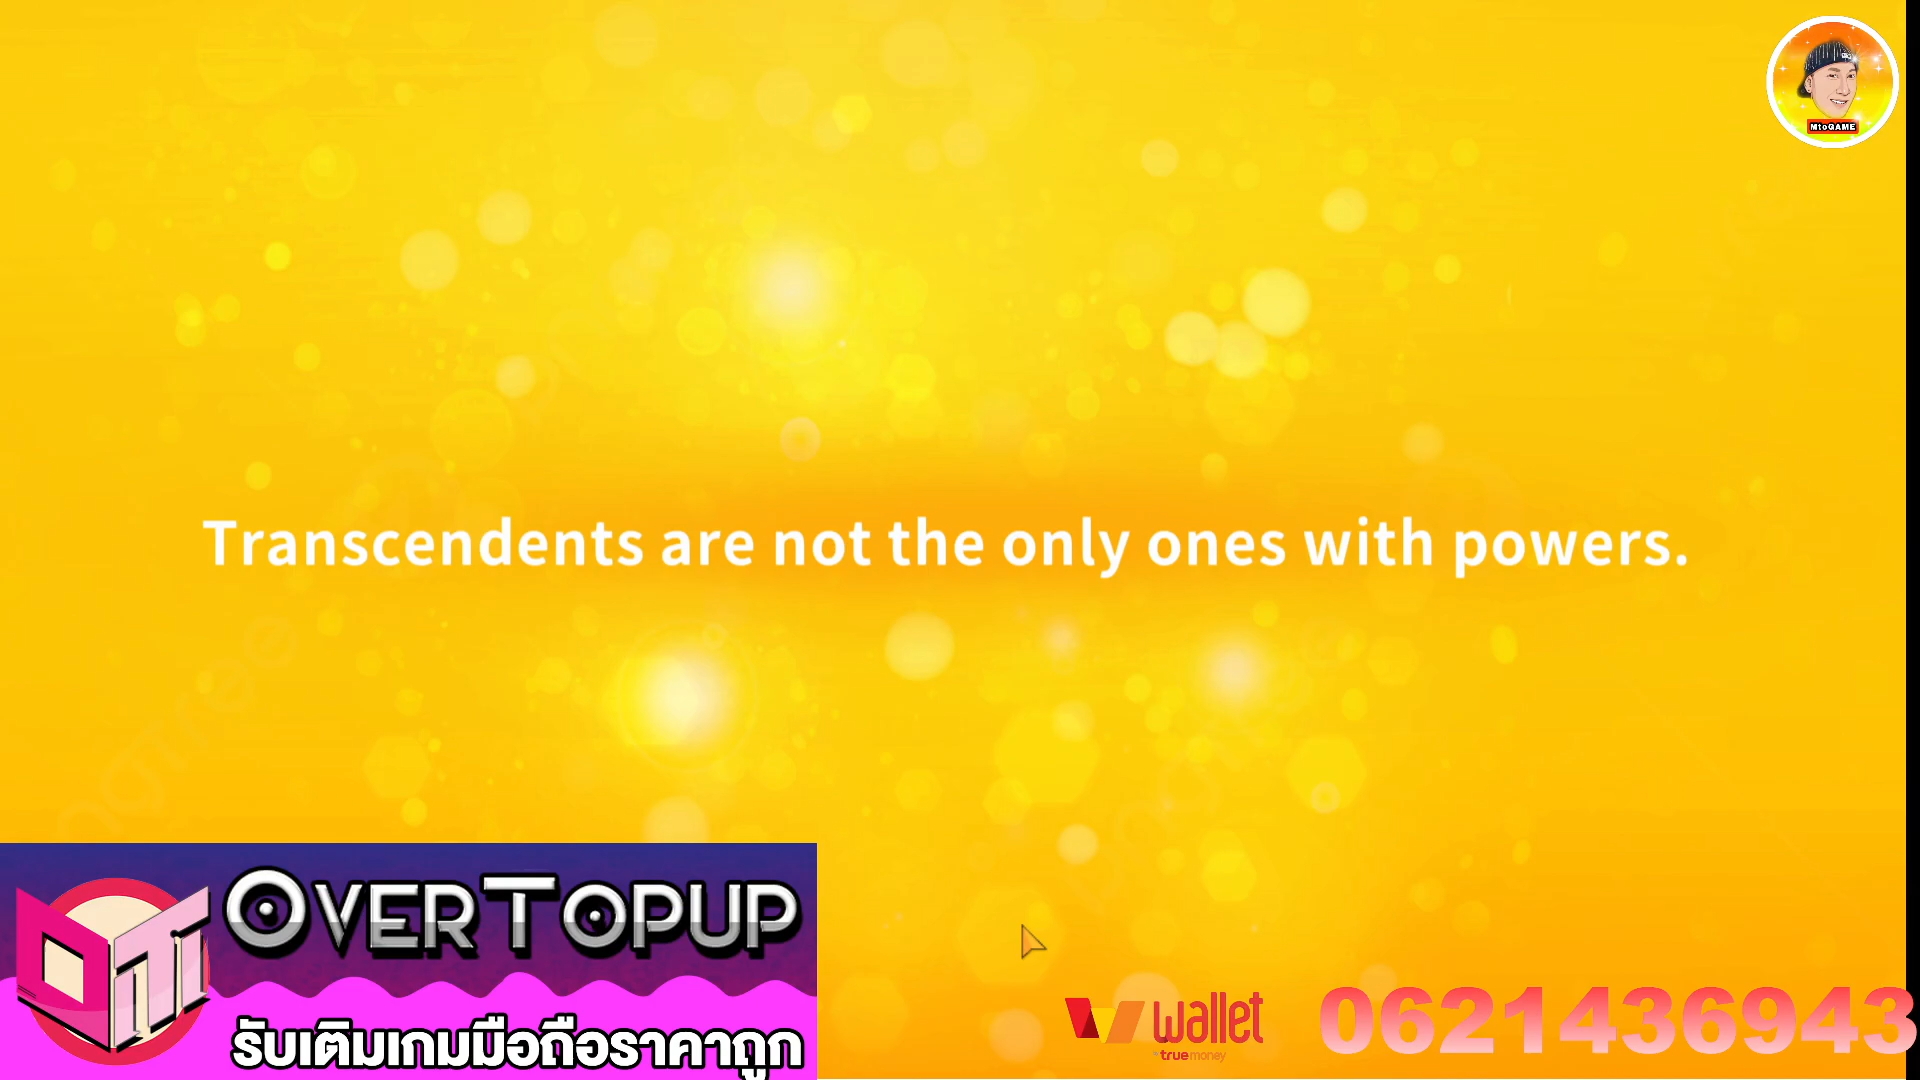 MtoGAME
Transcendents are not the only ones with powers.
OVERTOPUP
รับเติมเกมมือถือราคาถูก
wallet
truemoney
0621436943